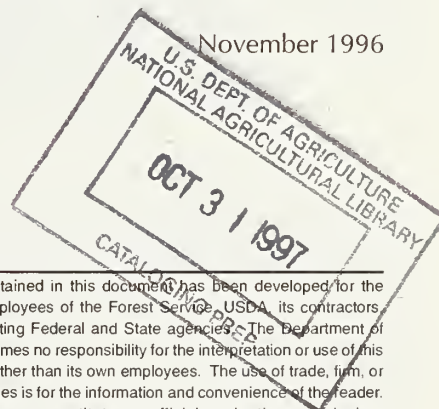 November 1996
U.S. DEPT. OF AGRICULTURE
NATIONAL AGRICULTURAL LIBRARY
OCT 31 1997
CATALOGING PREP
tained in this document has been developed for the
ployees of the Forest Service, USDA, its contractors,
ting Federal and State agencies. The Department of
mes no responsibility for the interpretation or use of this
ther than its own employees. The use of trade, firm, or
es is for the information and convenience of the reader.